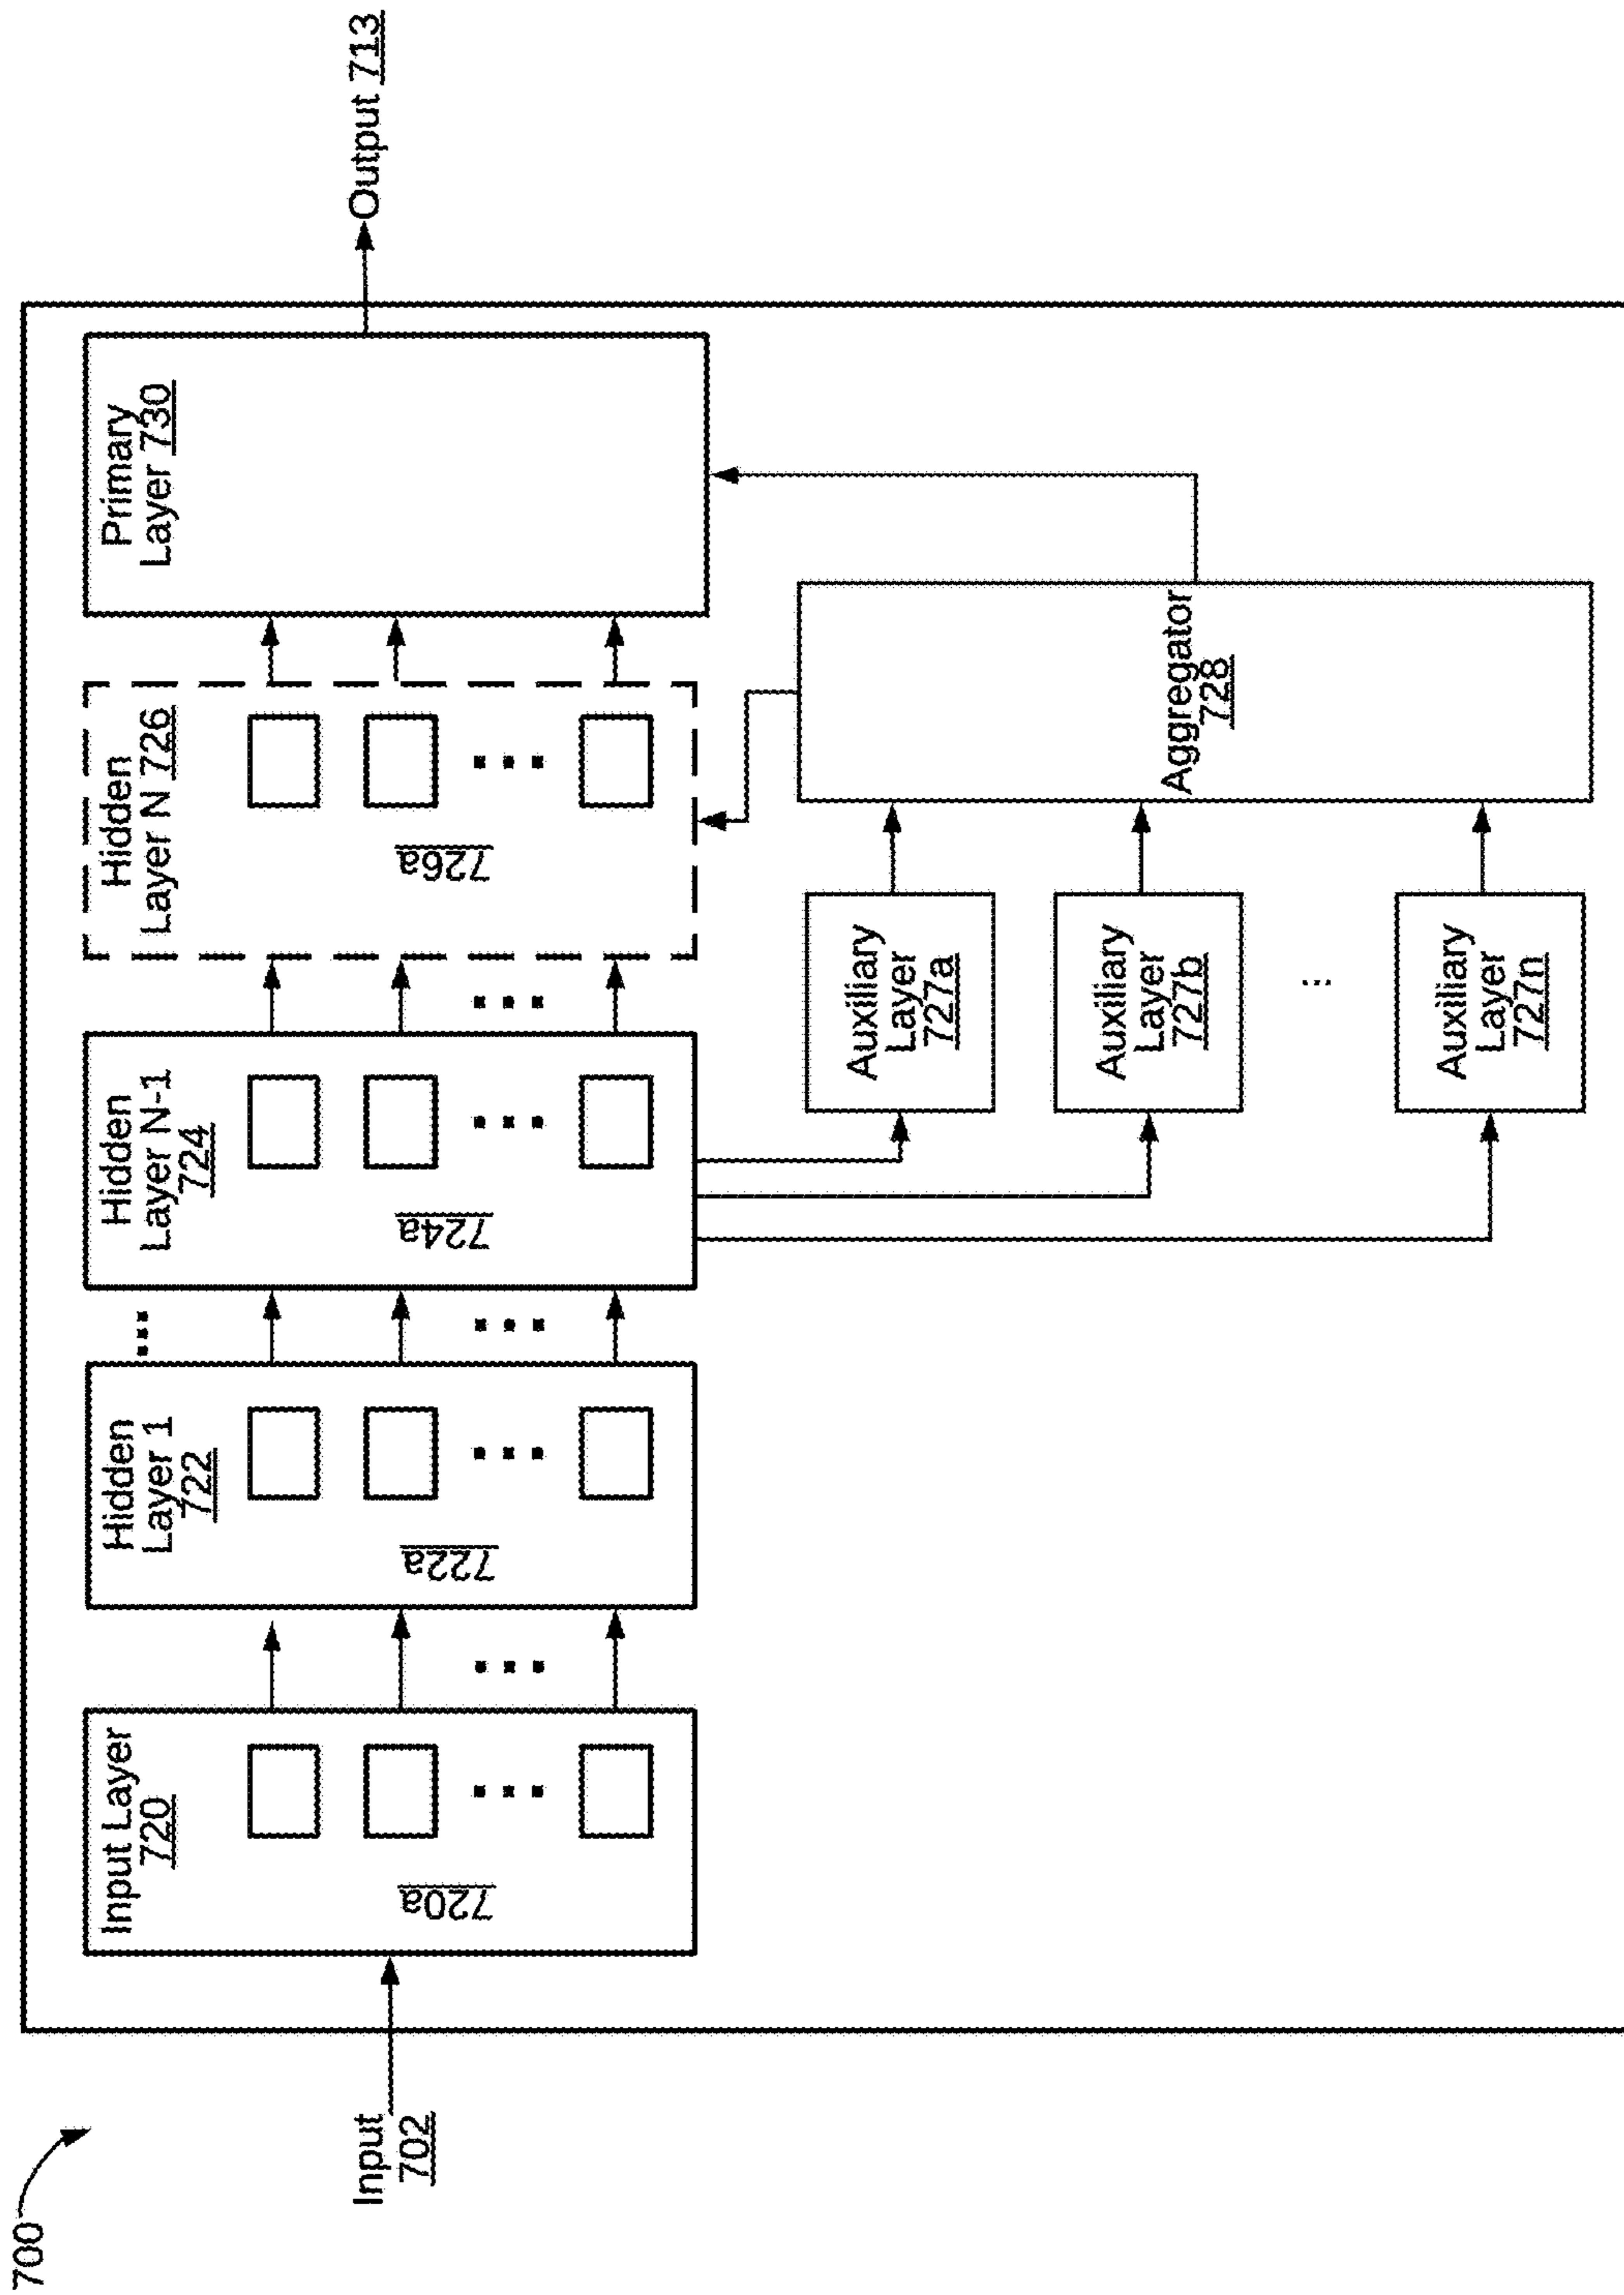 700
Input
702
Input Layer
720
720a
Hidden
Layer 1
722
722a
...
Hidden
Layer N-1
724
724a
Hidden
Layer N 726
726a
Primary
Layer 730
Output 713
Auxiliary
Layer
727a
Auxiliary
Layer
727b
...
Auxiliary
Layer
727n
Aggregator
728